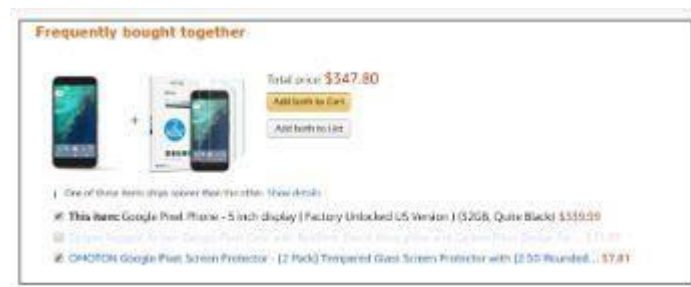 Frequently bought together
Total price: $347.80
Add both to Cart
Add both to List
One of these items ships sooner than the other. Show details
This item: Google Pixel Phone - 5 inch display ( Factory Unlocked US Version ) (32GB, Quite Black) $339.99
OMOTON Google Pixel Screen Protector - [2 Pack] Tempered Glass Screen Protector with [2.5D Rounded... $7.81